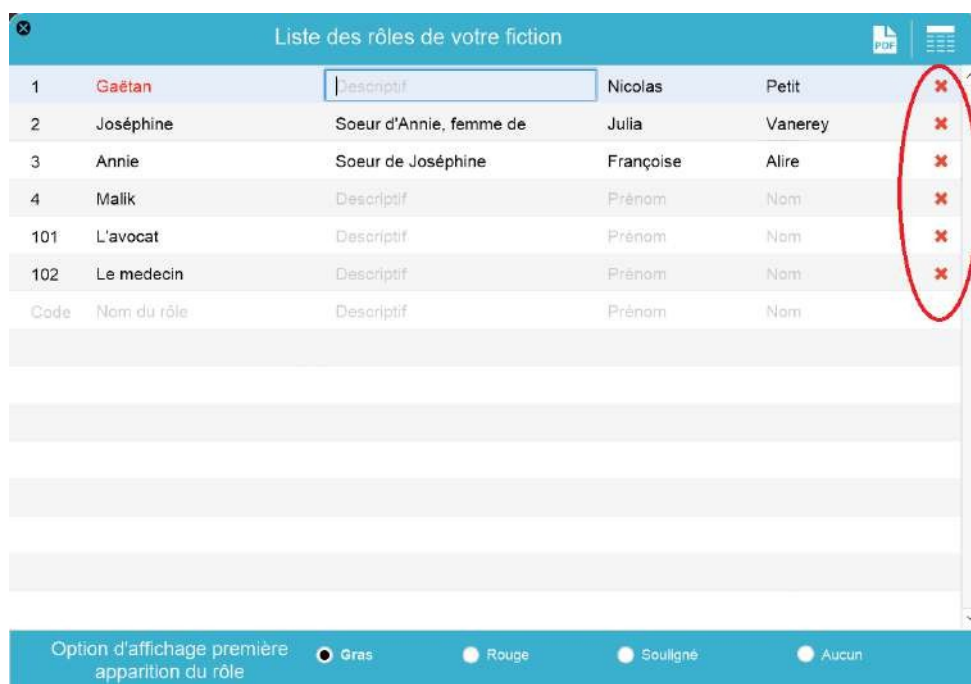 Liste des rôles de votre fiction PDF
1 Gaëtan Descriptif Nicolas Petit
2 Joséphine Soeur d'Annie, femme de Julia Vanerey
3 Annie Soeur de Joséphine Françoise Alire
4 Malik Descriptif Prénom Nom
101 L'avocat Descriptif Prénom Nom
102 Le medecin Descriptif Prénom Nom
Code Nom du rôle Descriptif Prénom Nom
Option d'affichage première
apparition du rôle
Gras Rouge Souligné Aucun